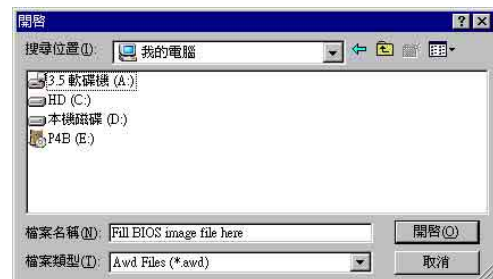 開啓
搜尋位置(I): 我的電腦
3.5 軟碟機 (A:)
HD (C:)
本機磁碟 (D:)
P4B (E:)
檔案名稱(N): Fill BIOS image file here 開啓(O)
檔案類型(T): Awd Files (*.awd) 取消